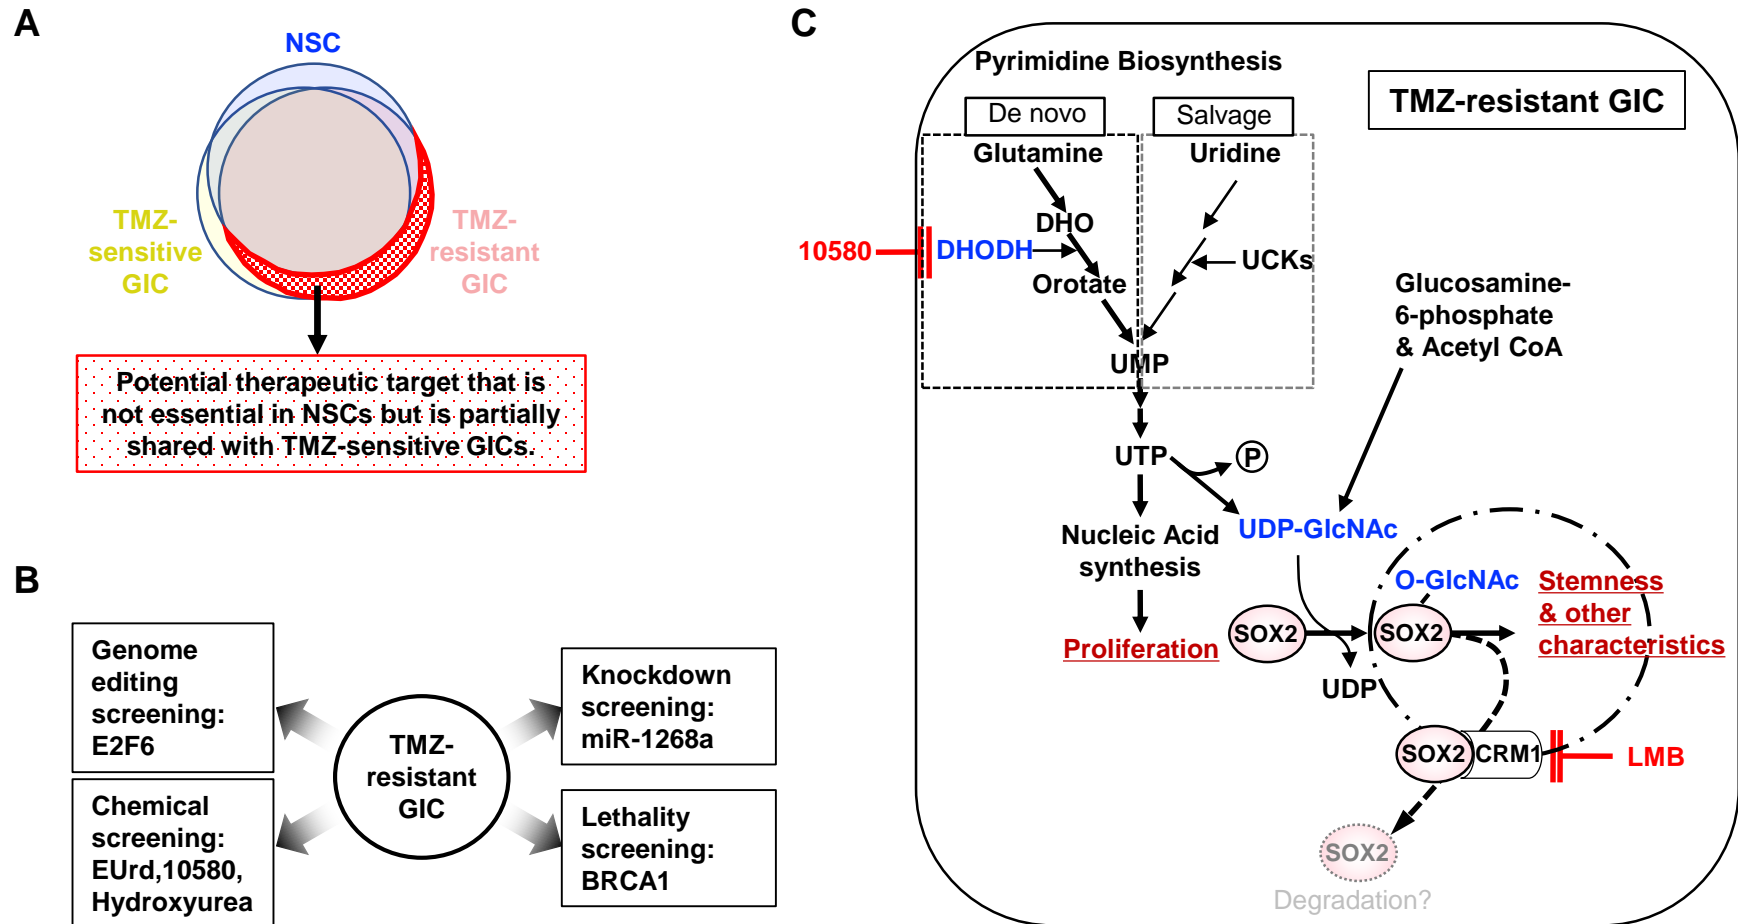 A
NSC
TMZ-
sensitive
GIC
TMZ-
resistant
GIC
Potential therapeutic target that is
not essential in NSCs but is partially
shared with TMZ-sensitive GICs.
B
Genome
editing
screening:
E2F6
Knockdown
screening:
miR-1268a
TMZ-
resistant
GIC
Chemical
screening:
EUrd,10580,
Hydroxyurea
Lethality
screening:
BRCA1
C
Pyrimidine Biosynthesis
TMZ-resistant GIC
De novo
Salvage
Glutamine
Uridine
DHO
10580
DHODH
UCKs
Orotate
Glucosamine-
6-phosphate
& Acetyl CoA
UMP
UTP
P
Nucleic Acid
synthesis
UDP-GlcNAc
O-GlcNAc
Stemness
& other
characteristics
SOX2
SOX2
Proliferation
UDP
SOX2
CRM1
LMB
SOX2
Degradation?